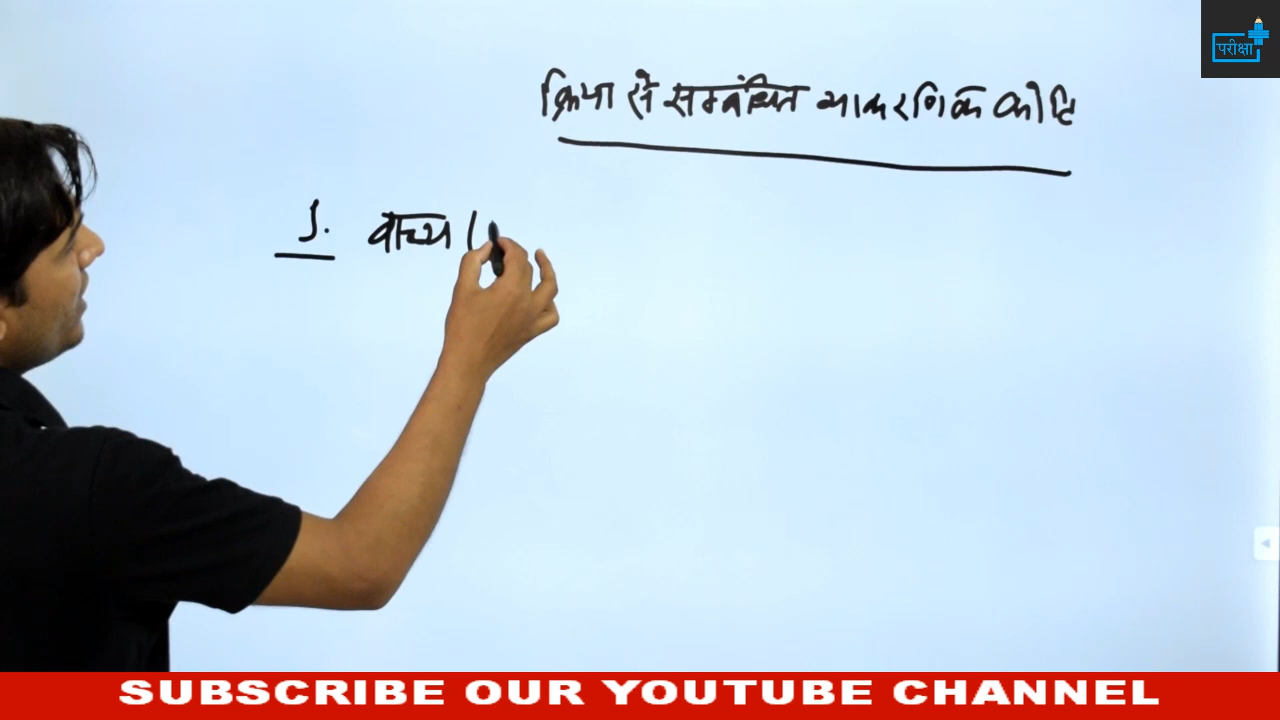 परीक्षा
क्रिया से सम्बंधित व्याकरणिक कोटि
1. वाच्य (
SUBSCRIBE OUR YOUTUBE CHANNEL